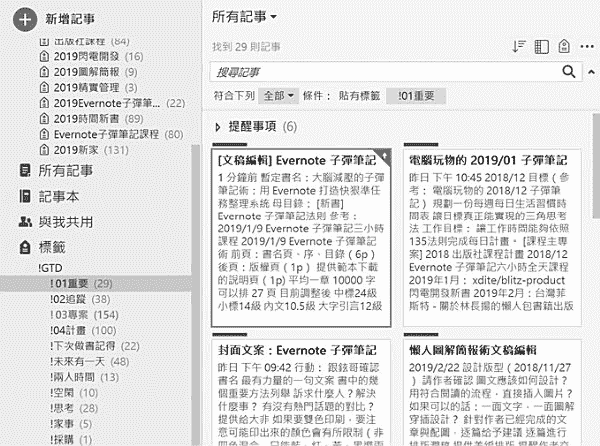 新增記事
出版社課程 (84)
2019閃電開發 (16)
2019圖解簡報 (9)
2019精實管理 (3)
2019Evernote子彈筆... (22)
2019時間新書 (89)
Evernote子彈筆記課程 (80)
2019新家 (131)
所有記事
記事本
與我共用
標籤
!GTD
!01重要 (29)
!02追蹤 (38)
!03專案 (154)
!04計畫 (100)
!下次做書記得 (22)
!未來有一天 (48)
!兩人時間 (13)
!空閑 (10)
!思考 (28)
!家事 (5)
!採購 (1)
所有記事
找到 29 則記事
搜尋記事
符合下列 全部 條件： 貼有標籤 !01重要
提醒事項 (6)
[文稿編輯] Evernote 子彈筆記
1 分鐘前 暫定書名：大腦減壓的子彈
筆記術：用 Evernote 打造快狠準任
務整理系統 母目錄： [新書]
Evernote 子彈筆記法則 參考：
2019/1/9 Evernote 子彈筆記三小時
課程 2019/1/9 Evernote 子彈筆記
術 前頁：書名頁、序、目錄（6p）
後頁：版權頁（1p） 提供範本下載
的說明頁（1p) 平均一章 10000 字
可以排 27 頁 目前調整後 中標24級
小標14級 內文10.5級 大字引言12級
電腦玩物的 2019/01 子彈筆記
昨日 下午 10:45 2018/12 目標（參
考： 電腦玩物的 2018/12 子彈筆
記） 規劃一份每週每日生活習慣時
間表 讓日標真正能實現的三角思考
法 工作目標： 讓工作時間能夠依照
135法則完成每日計畫。 [課程主專
案] 2018 出版社課程計畫 2018/12
Evernote 子彈筆記六小時全天課程
2019年1月： xdite/blitz-product
閃電開發新書 2019年2月：台灣菲
斯特 - 關於林長揚的懶人包書籍出版
封面文案：Evernote 子彈筆記
昨日 下午 09:42 行動： 跟鉉哥確認
書名 最有力量的一句文案 書中的幾
個重要方法列舉 訴求什麼人？解決
什麼事？ 有沒有熱門話題的對比？
提供給大非 如果要雙色印刷，要注
意可能印出來的顏色會有所限制（非
懶人圖解簡報術文稿編輯
2019/2/22 設計版型（2018/11/27
）請作者確認 圖文應該如何設計？
用符合閱讀的流程，直接插入圖片？
如果可以的話：一面文字，一面圖解
穿插設計？ 針對作者已經完成的文
章與配圖，逐篇給予建議 逐篇進行